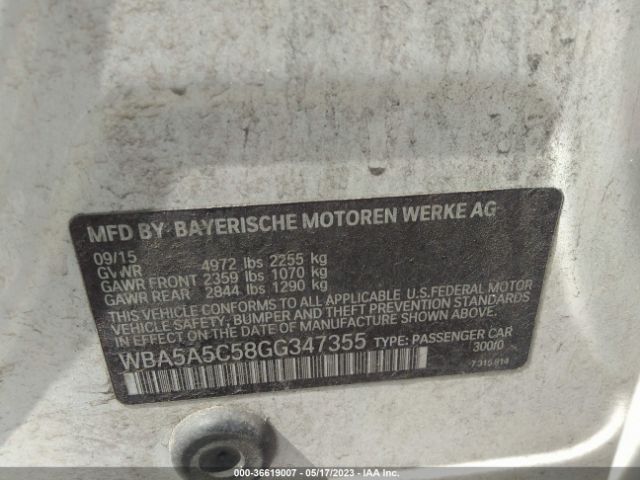 MFD BY BAYERISCHE MOTOREN WERKE AG
09/15
GVWR 4972 lbs 2255 kg
GAWR FRONT 2359 lbs 1070 kg
GAWR REAR 2844 lbs 1290 kg
THIS VEHICLE CONFORMS TO ALL APPLICABLE U.S.FEDERAL MOTOR
VEHICLE SAFETY, BUMPER AND THEFT PREVENTION STANDARDS
IN EFFECT ON THE DATE OF MANUFACTURE SHOWN ABOVE.
WBA5A5C58GG347355 TYPE: PASSENGER CAR
300/0
000-36619007 - 05/17/2023 - IAA Inc.